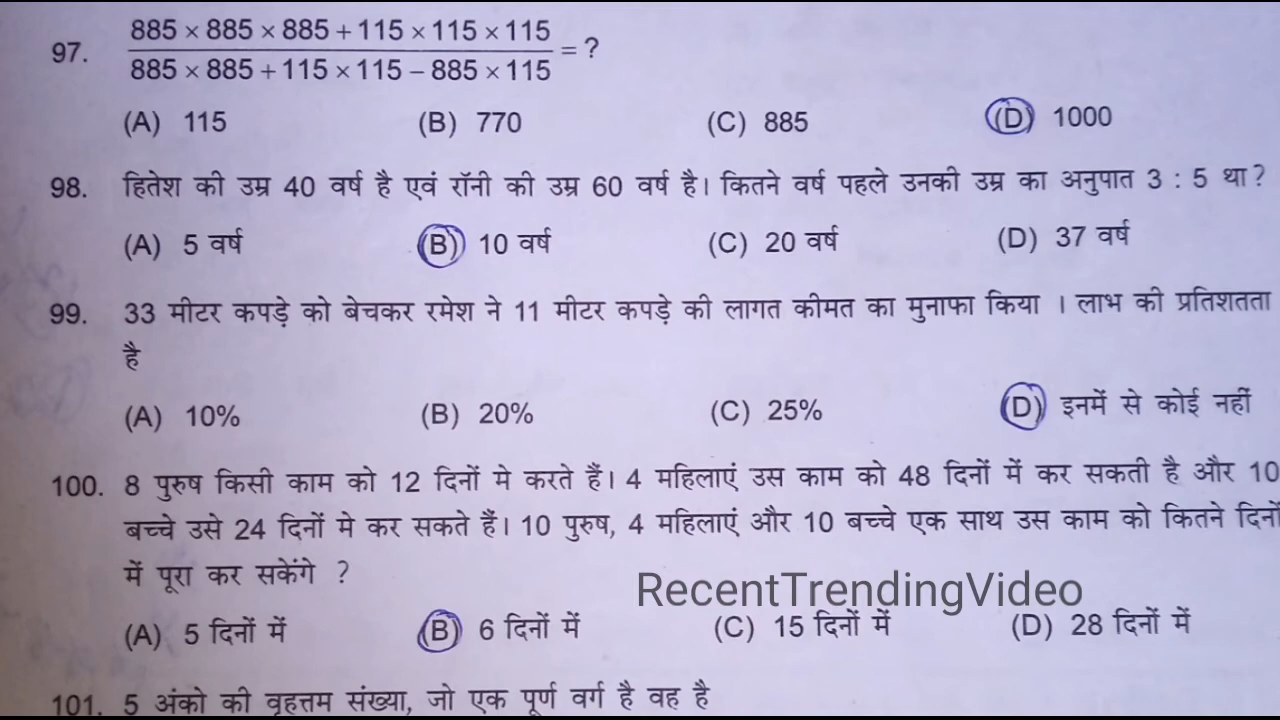 97. 885 × 885 × 885 + 115 × 115 × 115 / 885 × 885 + 115 × 115 − 885 × 115 = ?
(A) 115 (B) 770 (C) 885 (D) 1000
98. हितेश की उम्र 40 वर्ष है एवं रॉनी की उम्र 60 वर्ष है। कितने वर्ष पहले उनकी उम्र का अनुपात 3 : 5 था?
(A) 5 वर्ष (B) 10 वर्ष (C) 20 वर्ष (D) 37 वर्ष
99. 33 मीटर कपड़े को बेचकर रमेश ने 11 मीटर कपड़े की लागत कीमत का मुनाफा किया । लाभ की प्रतिशतता
है
(A) 10% (B) 20% (C) 25% (D) इनमें से कोई नहीं
100. 8 पुरुष किसी काम को 12 दिनों मे करते हैं। 4 महिलाएं उस काम को 48 दिनों में कर सकती है और 10
बच्चे उसे 24 दिनों मे कर सकते हैं। 10 पुरुष, 4 महिलाएं और 10 बच्चे एक साथ उस काम को कितने दिनों
में पूरा कर सकेंगे ?
RecentTrendingVideo
(A) 5 दिनों में (B) 6 दिनों में (C) 15 दिनों में (D) 28 दिनों में
101. 5 अंको की वृहत्तम संख्या, जो एक पूर्ण वर्ग है वह है